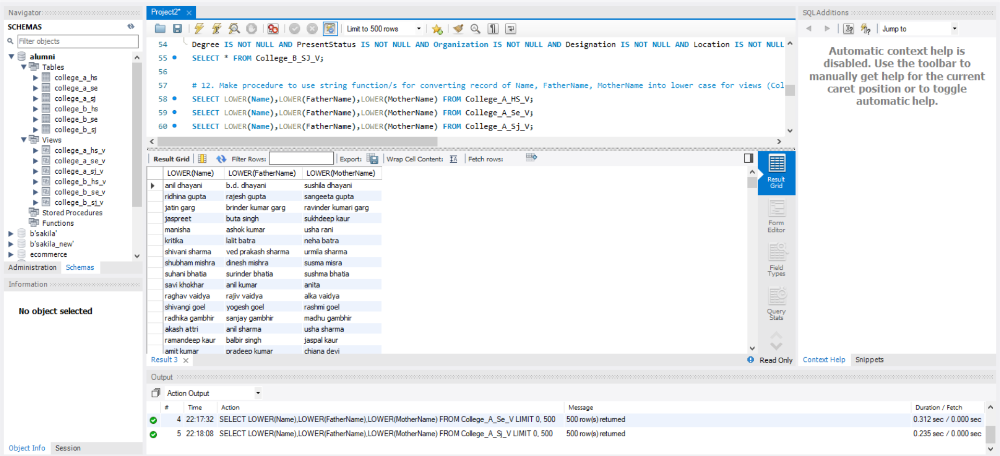 Navigator
SCHEMAS
Filter objects
alumni
Tables
college_a_hs
college_a_se
college_a_sj
college_b_hs
college_b_se
college_b_sj
Views
college_a_hs_v
college_a_se_v
college_a_sj_v
college_b_hs_v
college_b_se_v
college_b_sj_v
Stored Procedures
Functions
b'sakila'
b'sakila_new'
ecommerce
Administration Schemas
Information
No object selected
Object Info Session
Project2*
Limit to 500 rows
54 Degree IS NOT NULL AND PresentStatus IS NOT NULL AND Organization IS NOT NULL AND Designation IS NOT NULL AND Location IS NOT NULL
55 SELECT * FROM College_B_SJ_V;
56
57 # 12. Make procedure to use string function/s for converting record of Name, FatherName, MotherName into lower case for views (Col
58 SELECT LOWER(Name),LOWER(FatherName),LOWER(MotherName) FROM College_A_HS_V;
59 SELECT LOWER(Name),LOWER(FatherName),LOWER(MotherName) FROM College_A_Se_V;
60 SELECT LOWER(Name),LOWER(FatherName),LOWER(MotherName) FROM College_A_Sj_V;
Result Grid Filter Rows: Export: Wrap Cell Content: Fetch rows:
LOWER(Name) LOWER(FatherName) LOWER(MotherName)
anil dhayani b.d. dhayani sushila dhayani
ridhina gupta rajesh gupta sangeeta gupta
jatin garg brinder kumar garg ravinder kumari garg
jaspreet buta singh sukhdeep kaur
manisha ashok kumar usha rani
kritika lalit batra neha batra
shivani sharma ved prakash sharma urmila sharma
shubham mishra dinesh mishra susma misra
suhani bhatia surinder bhatia sushma bhatia
savi khokhar anil kumar anita
raghav vaidya rajiv vaidya alka vaidya
shivangi goel yogesh goel rashmi goel
radhika gambhir sanjay gambhir madhu gambhir
akash attri anil sharma usha sharma
ramandeep kaur balbir singh jaspal kaur
amit kumar pradeep kumar chiana devi
Result 3
Read Only
Result
Grid
Form
Editor
Field
Types
Query
Stats
Output
Action Output
# Time Action Message Duration / Fetch
4 22:17:32 SELECT LOWER(Name),LOWER(FatherName),LOWER(MotherName) FROM College_A_Se_V LIMIT 0, 500 500 row(s) returned 0.312 sec / 0.000 sec
5 22:18:08 SELECT LOWER(Name),LOWER(FatherName),LOWER(MotherName) FROM College_A_Sj_V LIMIT 0, 500 500 row(s) returned 0.235 sec / 0.000 sec
SQLAdditions
Jump to
Automatic context help is
disabled. Use the toolbar to
manually get help for the current
caret position or to toggle
automatic help.
Context Help Snippets